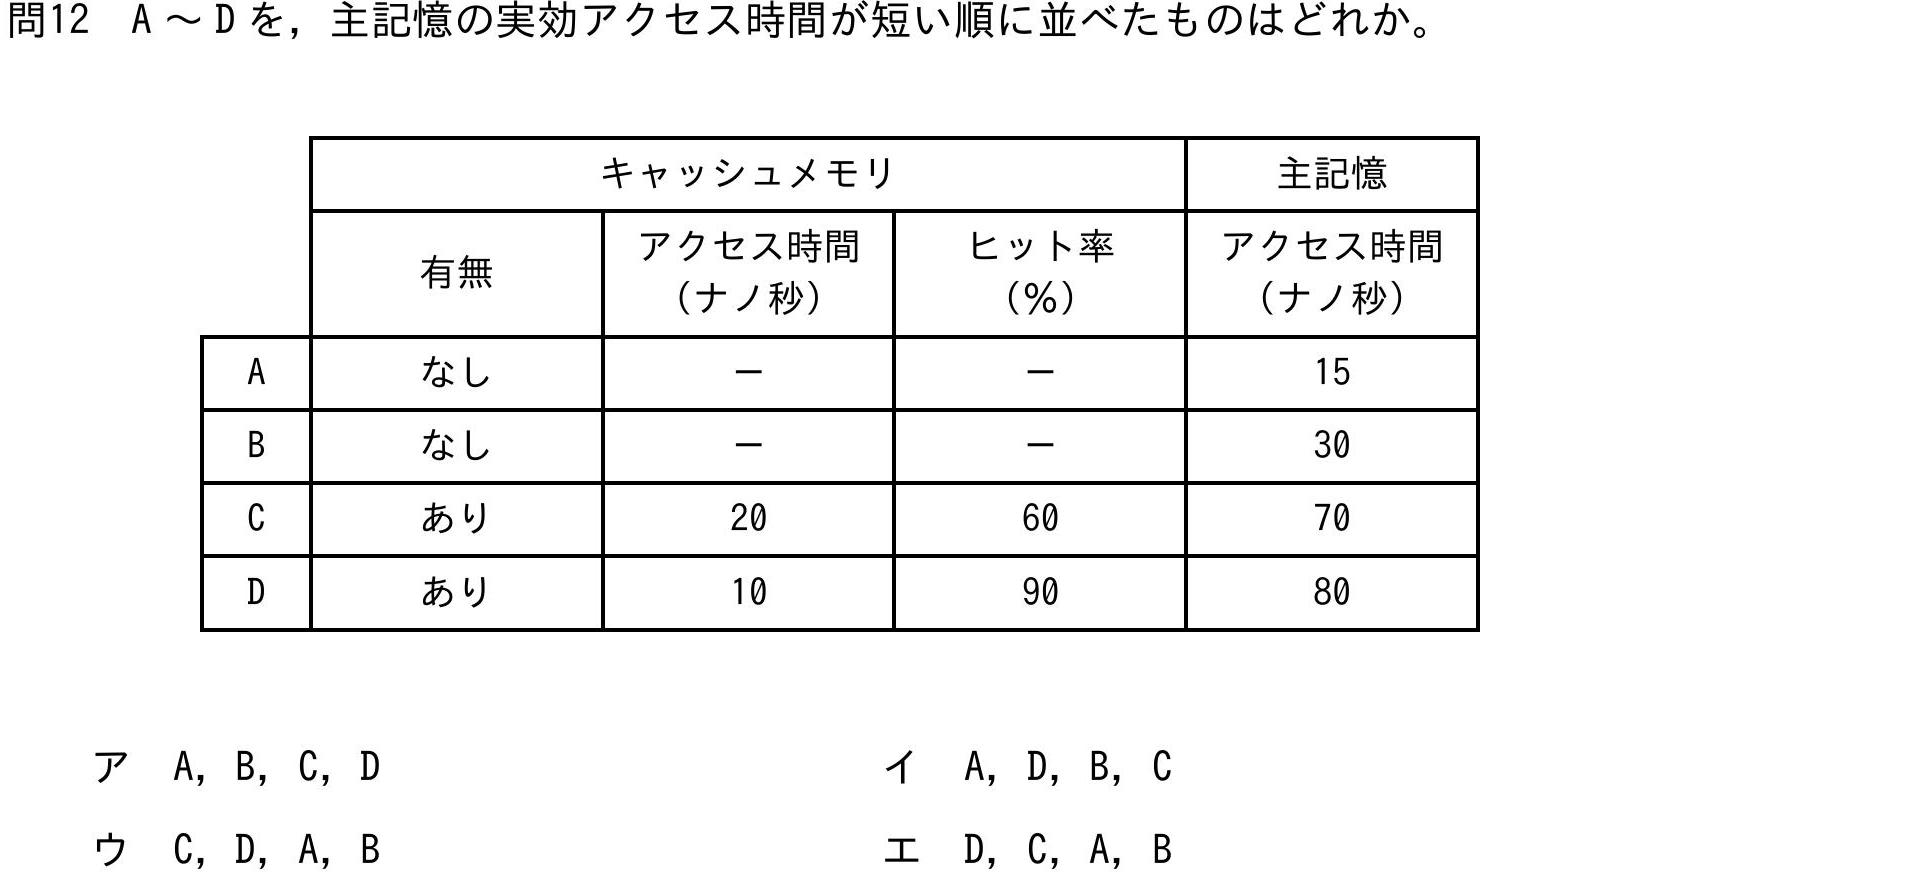 問12　A～Dを，主記憶の実効アクセス時間が短い順に並べたものはどれか。
キャッシュメモリ　主記憶
有無　アクセス時間（ナノ秒）　ヒット率（％）　アクセス時間（ナノ秒）
A　なし　－　－　15
B　なし　－　－　30
C　あり　20　60　70
D　あり　10　90　80
ア　A，B，C，D　イ　A，D，B，C
ウ　C，D，A，B　エ　D，C，A，B